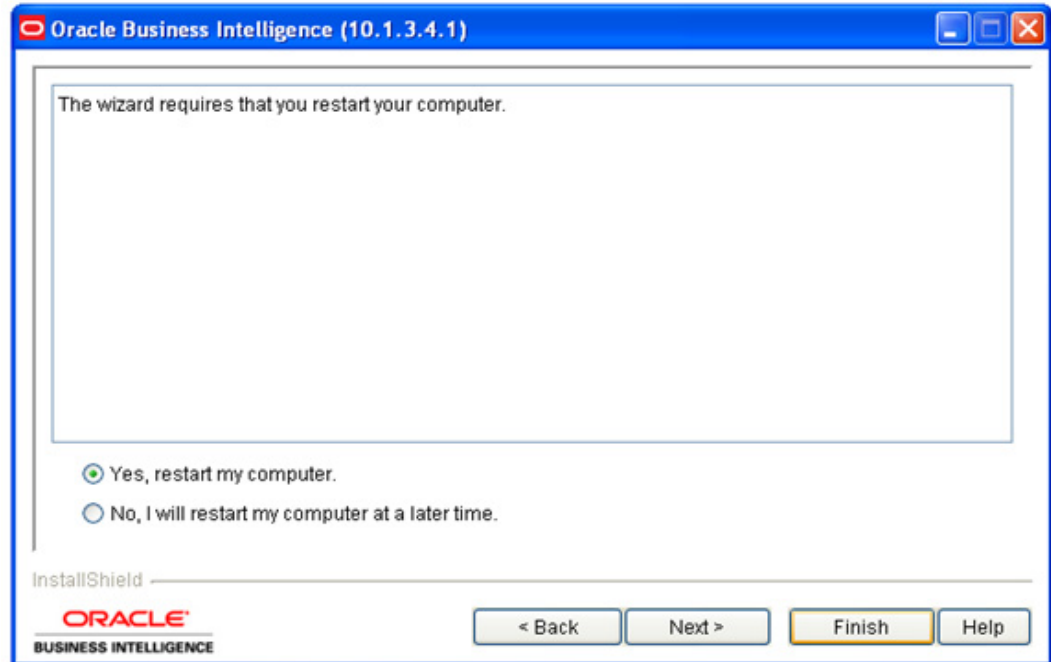 Oracle Business Intelligence (10.1.3.4.1)
The wizard requires that you restart your computer.
Yes, restart my computer.
No, I will restart my computer at a later time.
InstallShield
ORACLE
BUSINESS INTELLIGENCE
< Back
Next >
Finish
Help